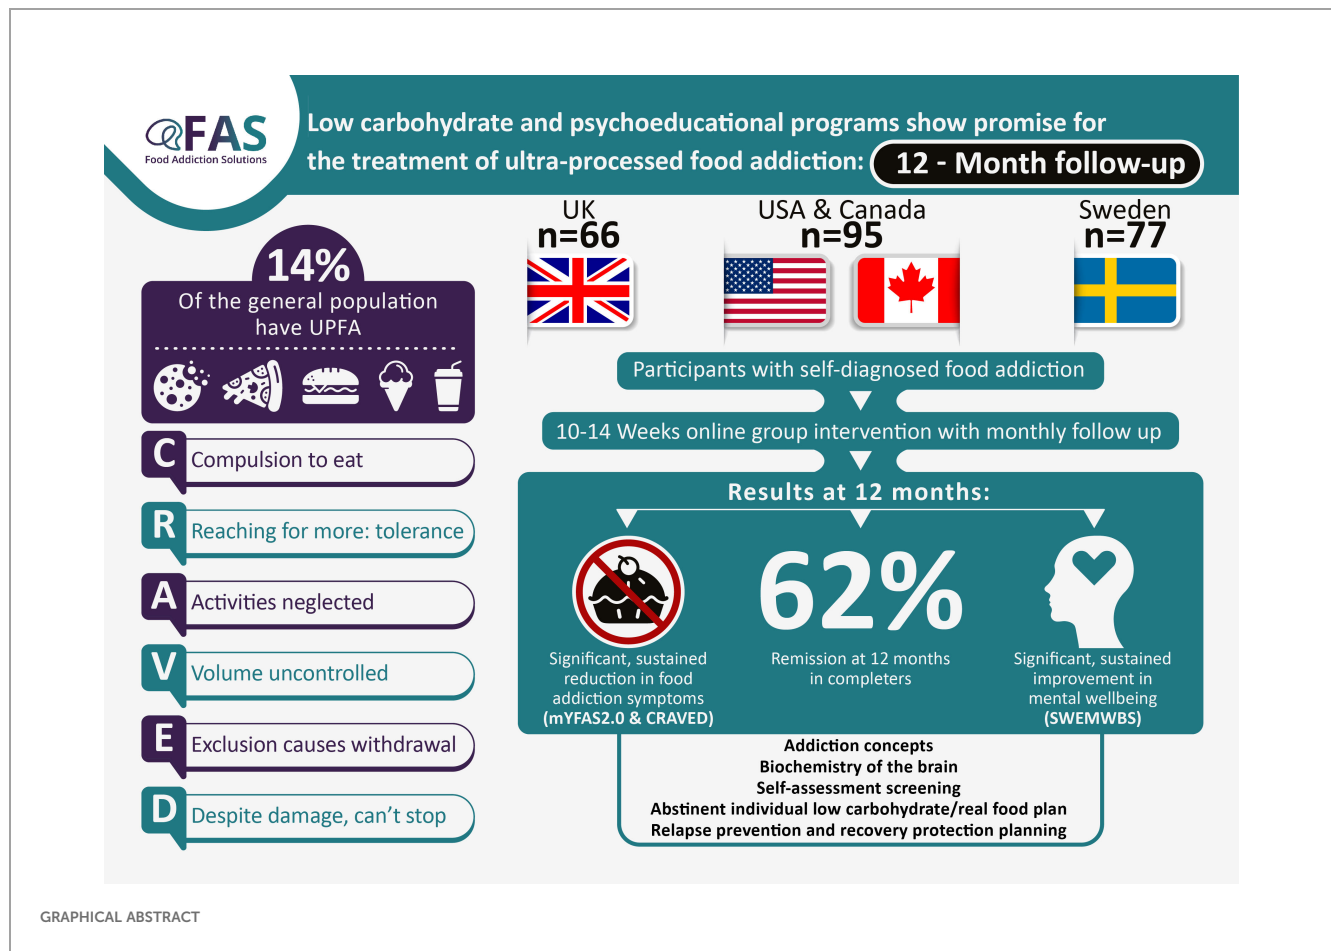 FAS
Food Addiction Solutions
Low carbohydrate and psychoeducational programs show promise for
the treatment of ultra-processed food addiction:
12 - Month follow-up
14%
Of the general population
have UPFA
C
Compulsion to eat
R
Reaching for more: tolerance
A
Activities neglected
V
Volume uncontrolled
E
Exclusion causes withdrawal
D
Despite damage, can’t stop
UK
n=66
USA & Canada
n=95
Sweden
n=77
Participants with self-diagnosed food addiction
10-14 Weeks online group intervention with monthly follow up
Results at 12 months:
Significant, sustained
reduction in food
addiction symptoms
(mYFAS2.0 & CRAVED)
62%
Remission at 12 months
in completers
Significant, sustained
improvement in
mental wellbeing
(SWEMWBS)
Addiction concepts
Biochemistry of the brain
Self-assessment screening
Abstinent individual low carbohydrate/real food plan
Relapse prevention and recovery protection planning
GRAPHICAL ABSTRACT